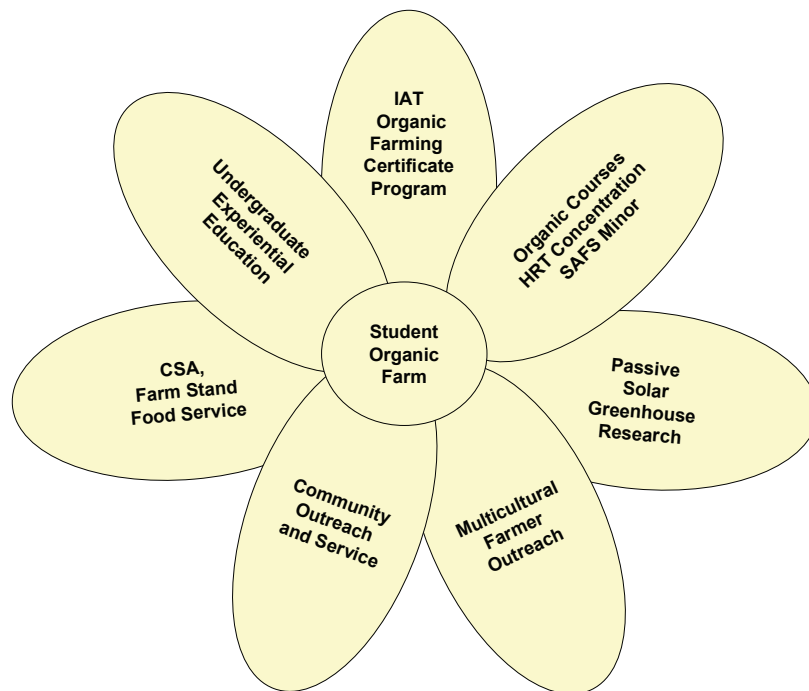 IAT
Organic
Farming
Certificate
Program
Organic Courses
HRT Concentration
SAFS Minor
Passive
Solar
Greenhouse
Research
Multicultural
Farmer
Outreach
Community
Outreach
and Service
CSA,
Farm Stand
Food Service
Undergraduate
Experiential
Education
Student
Organic
Farm